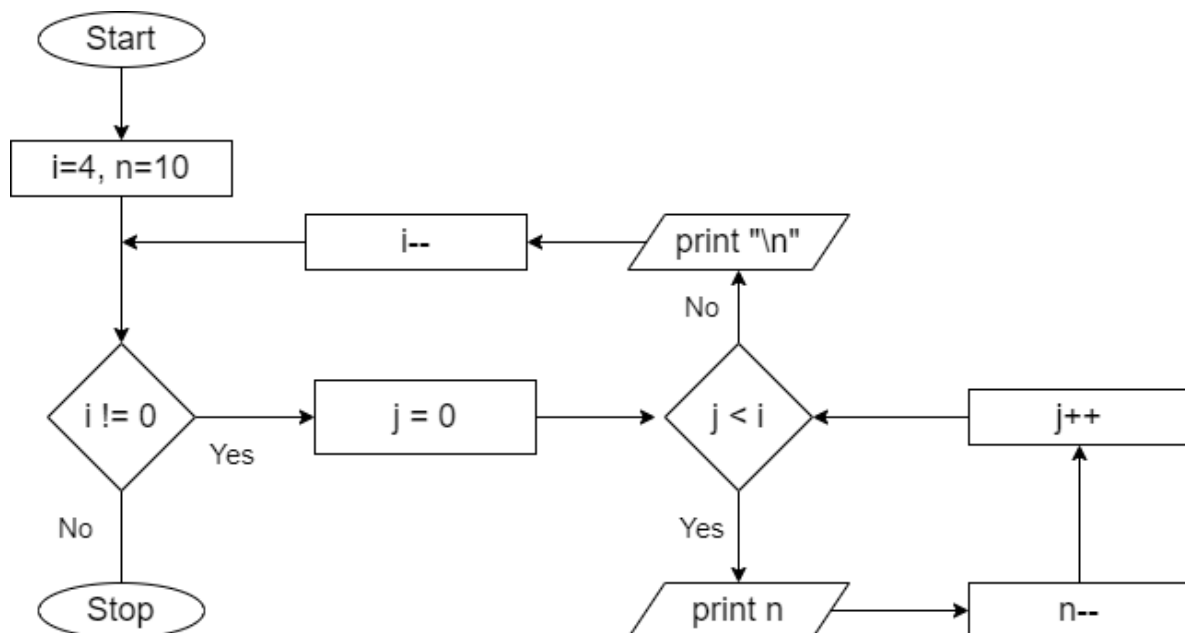 Start
i=4, n=10
i--
print "\n"
No
i != 0
Yes
j = 0
j < i
j++
No
Yes
Stop
print n
n--